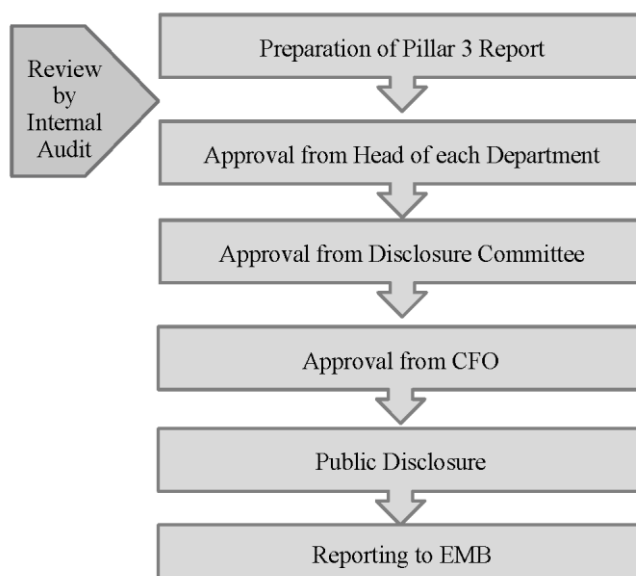 Review
by
Internal
Audit
Preparation of Pillar 3 Report
Approval from Head of each Department
Approval from Disclosure Committee
Approval from CFO
Public Disclosure
Reporting to EMB